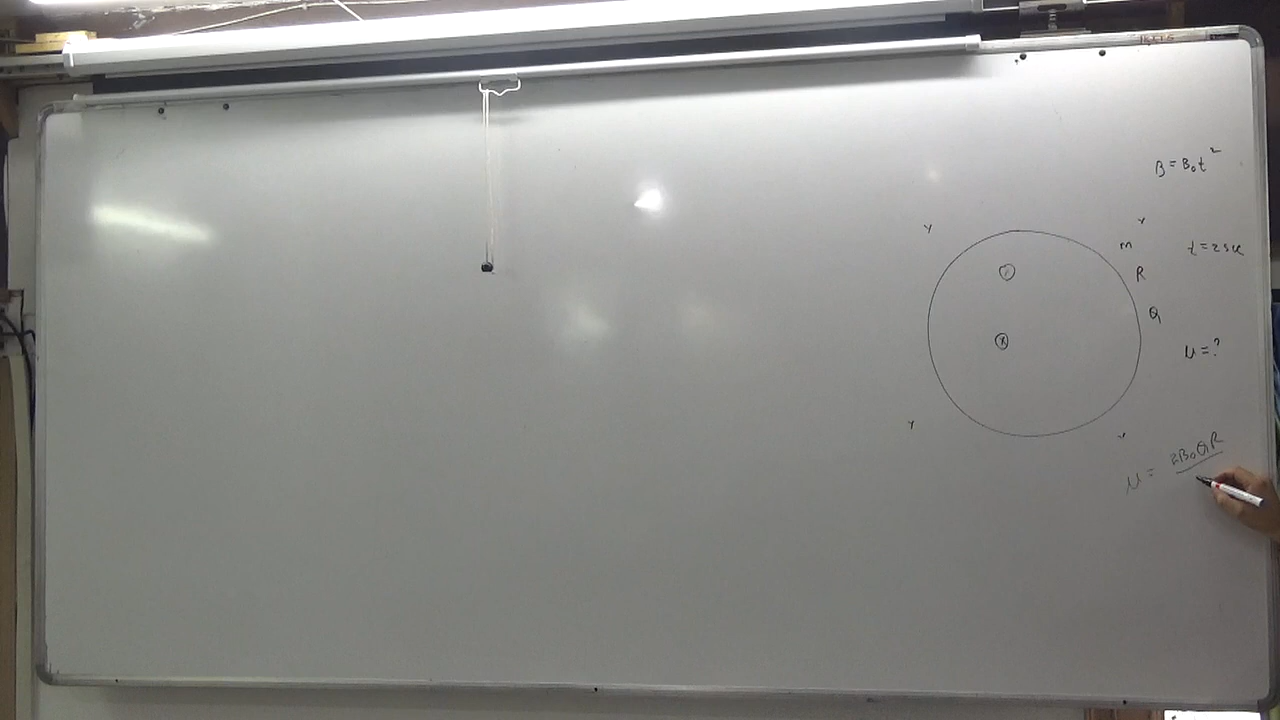 B = B₀t²
m
t = 2 sec
R
Q
μ = ?
μ = 2B₀QR